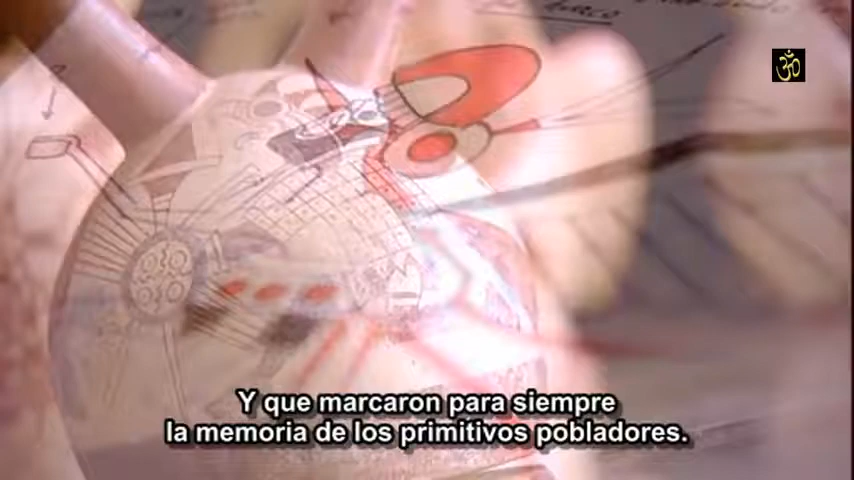 ॐ
Y que marcaron para siempre
la memoria de los primitivos pobladores.